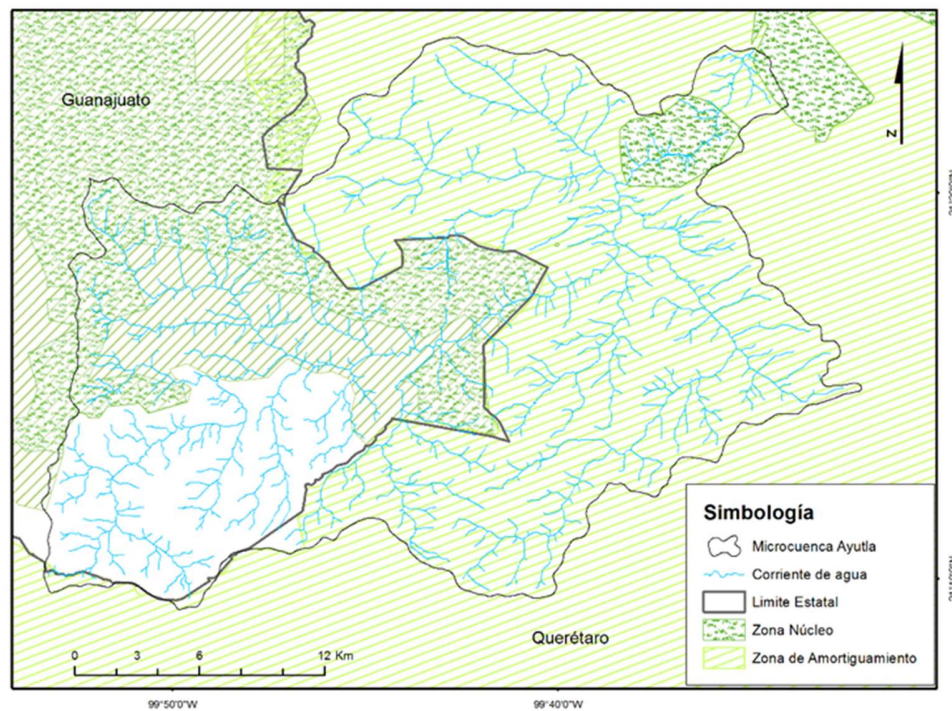 Guanajuato
N
Simbología
Microcuenca Ayutla
Corriente de agua
Limite Estatal
Zona Núcleo
Zona de Amortiguamiento
Querétaro
0 3 6 12 Km
99°50'0"W
99°40'0"W